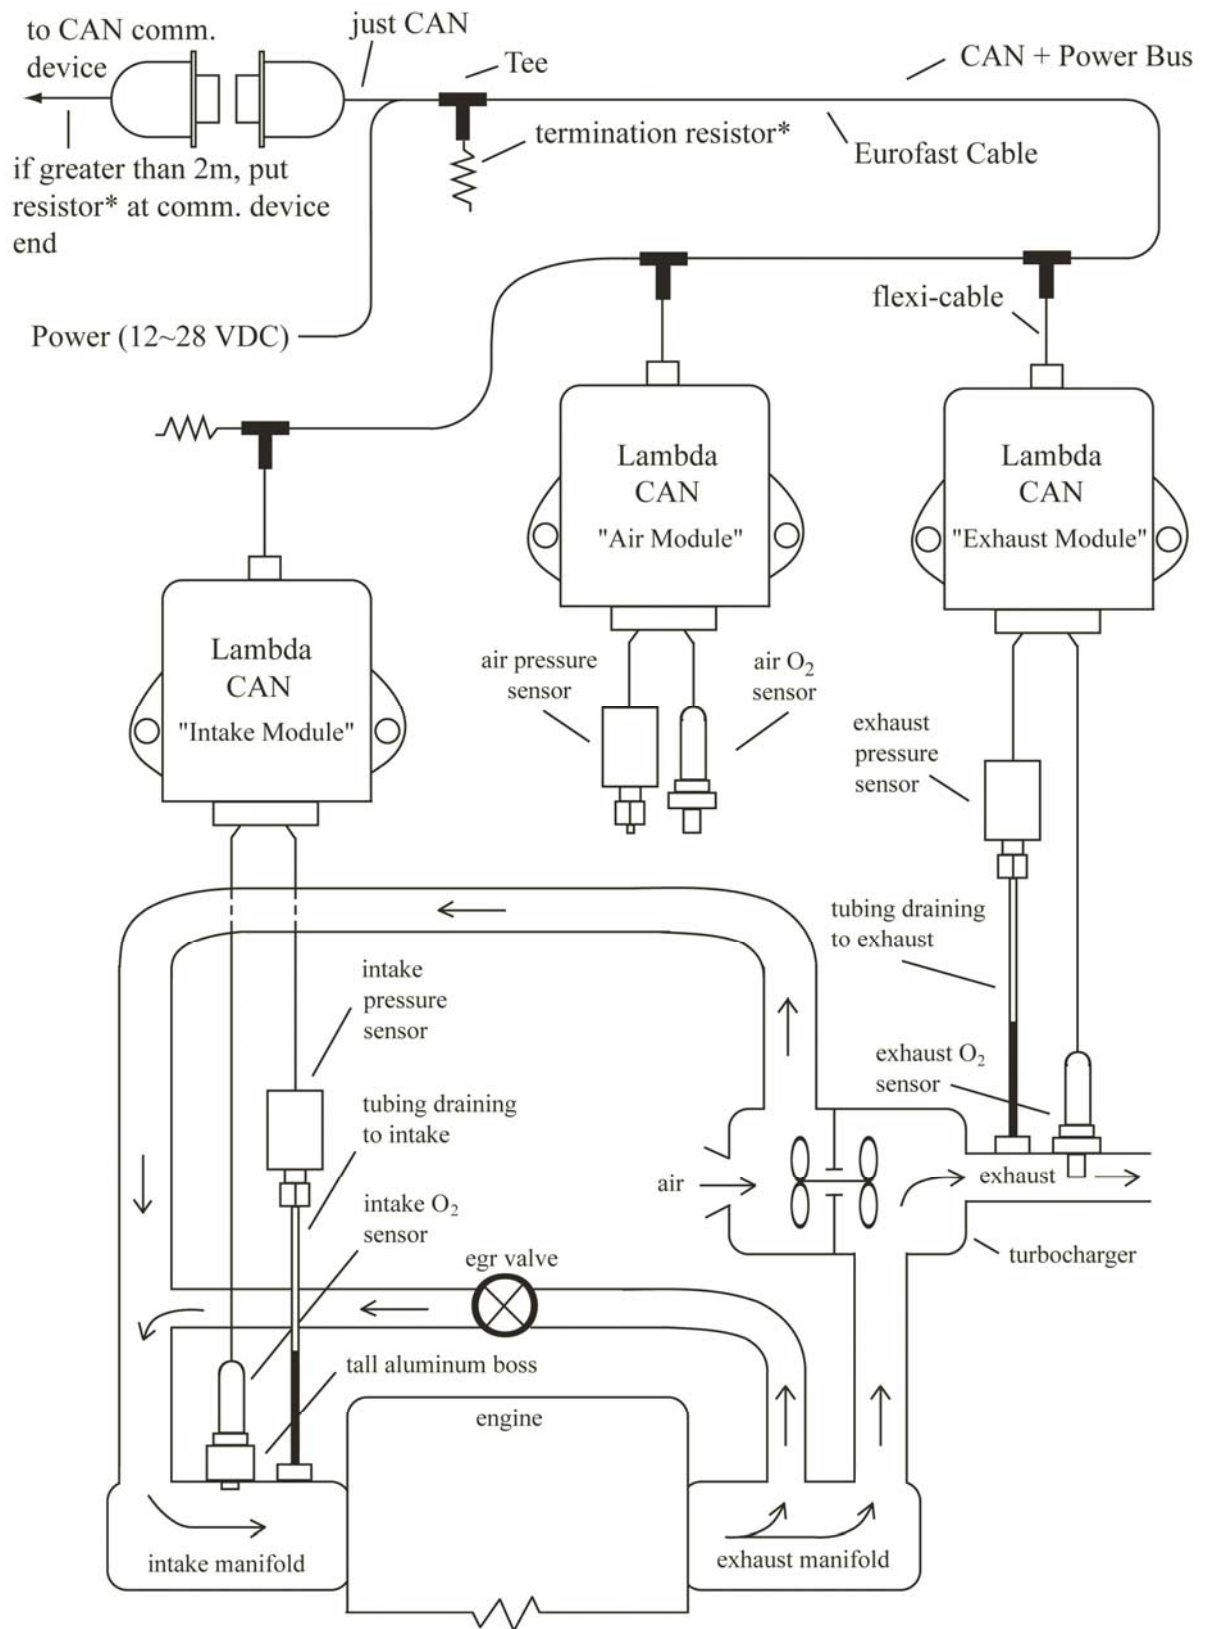 to CAN comm.
device
just CAN
Tee
CAN + Power Bus
termination resistor*
Eurofast Cable
if greater than 2m, put
resistor* at comm. device
end
flexi-cable
Power (12~28 VDC)
Lambda
CAN
"Air Module"
Lambda
CAN
"Exhaust Module"
Lambda
CAN
"Intake Module"
air pressure
sensor
air O₂
sensor
exhaust
pressure
sensor
tubing draining
to exhaust
intake
pressure
sensor
exhaust O₂
sensor
tubing draining
to intake
air
exhaust
intake O₂
sensor
turbocharger
egr valve
tall aluminum boss
engine
intake manifold
exhaust manifold